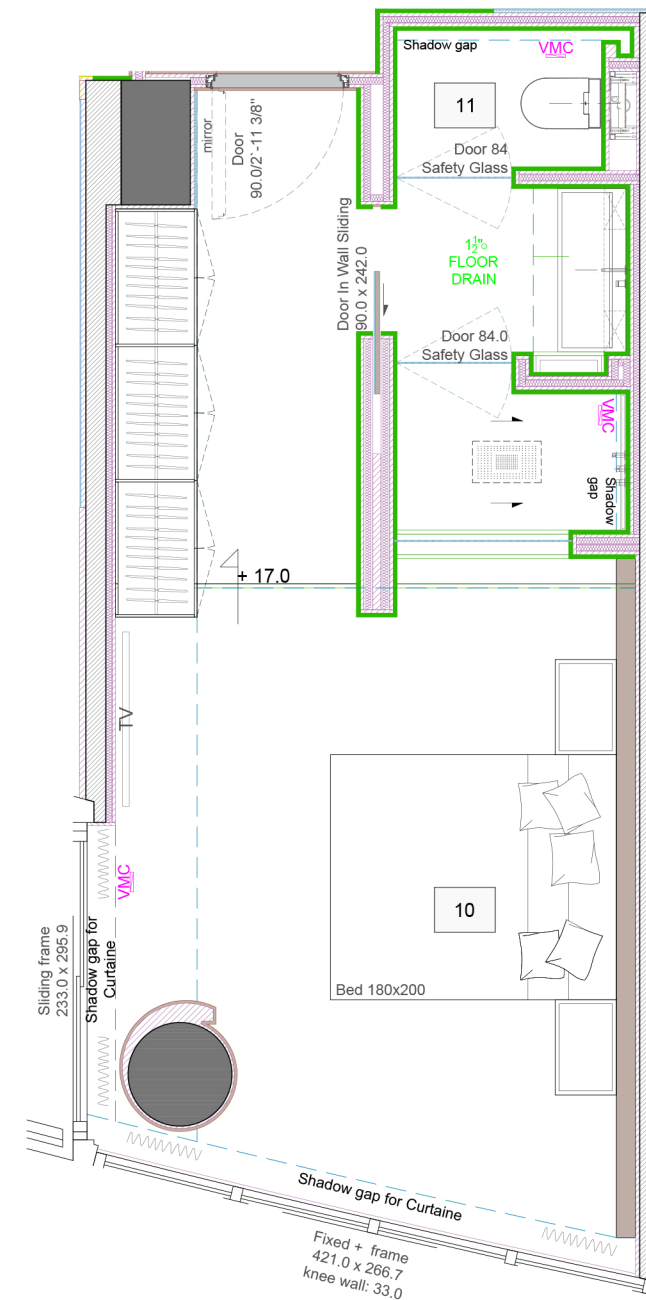 Shadow gap
VMC
11
mirror
Door
90.0/2'-11 3/8"
Door 84
Safety Glass
Door In Wall Sliding
90.0 x 242.0
1½"
FLOOR
DRAIN
Door 84.0
Safety Glass
VMC
Shadow
gap
+ 17.0
TV
VMC
10
Bed 180x200
Sliding frame
233.0 x 295.9
Shadow gap for
Curtaine
Shadow gap for Curtaine
Fixed + frame
421.0 x 266.7
knee wall: 33.0